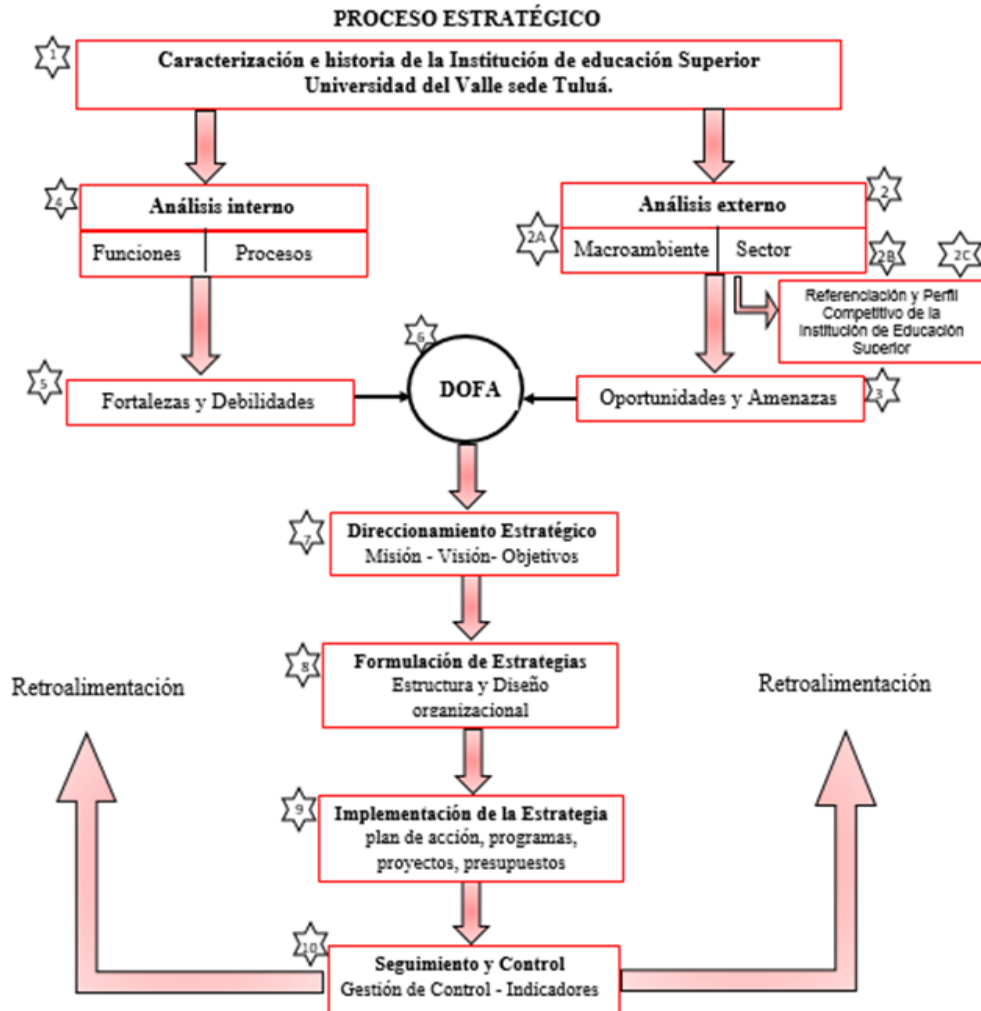 PROCESO ESTRATÉGICO
1
Caracterización e historia de la Institución de educación Superior
Universidad del Valle sede Tuluá.
4
Análisis interno
Funciones
Procesos
2
Análisis externo
2A
Macroambiente
Sector
2B
2C
Referenciación y Perfil
Competitivo de la
Institución de Educación
Superior
5
Fortalezas y Debilidades
6
DOFA
Oportunidades y Amenazas
3
7
Direccionamiento Estratégico
Misión - Visión- Objetivos
8
Formulación de Estrategias
Estructura y Diseño
organizacional
Retroalimentación
Retroalimentación
9
Implementación de la Estrategia
plan de acción, programas,
proyectos, presupuestos
10
Seguimiento y Control
Gestión de Control - Indicadores